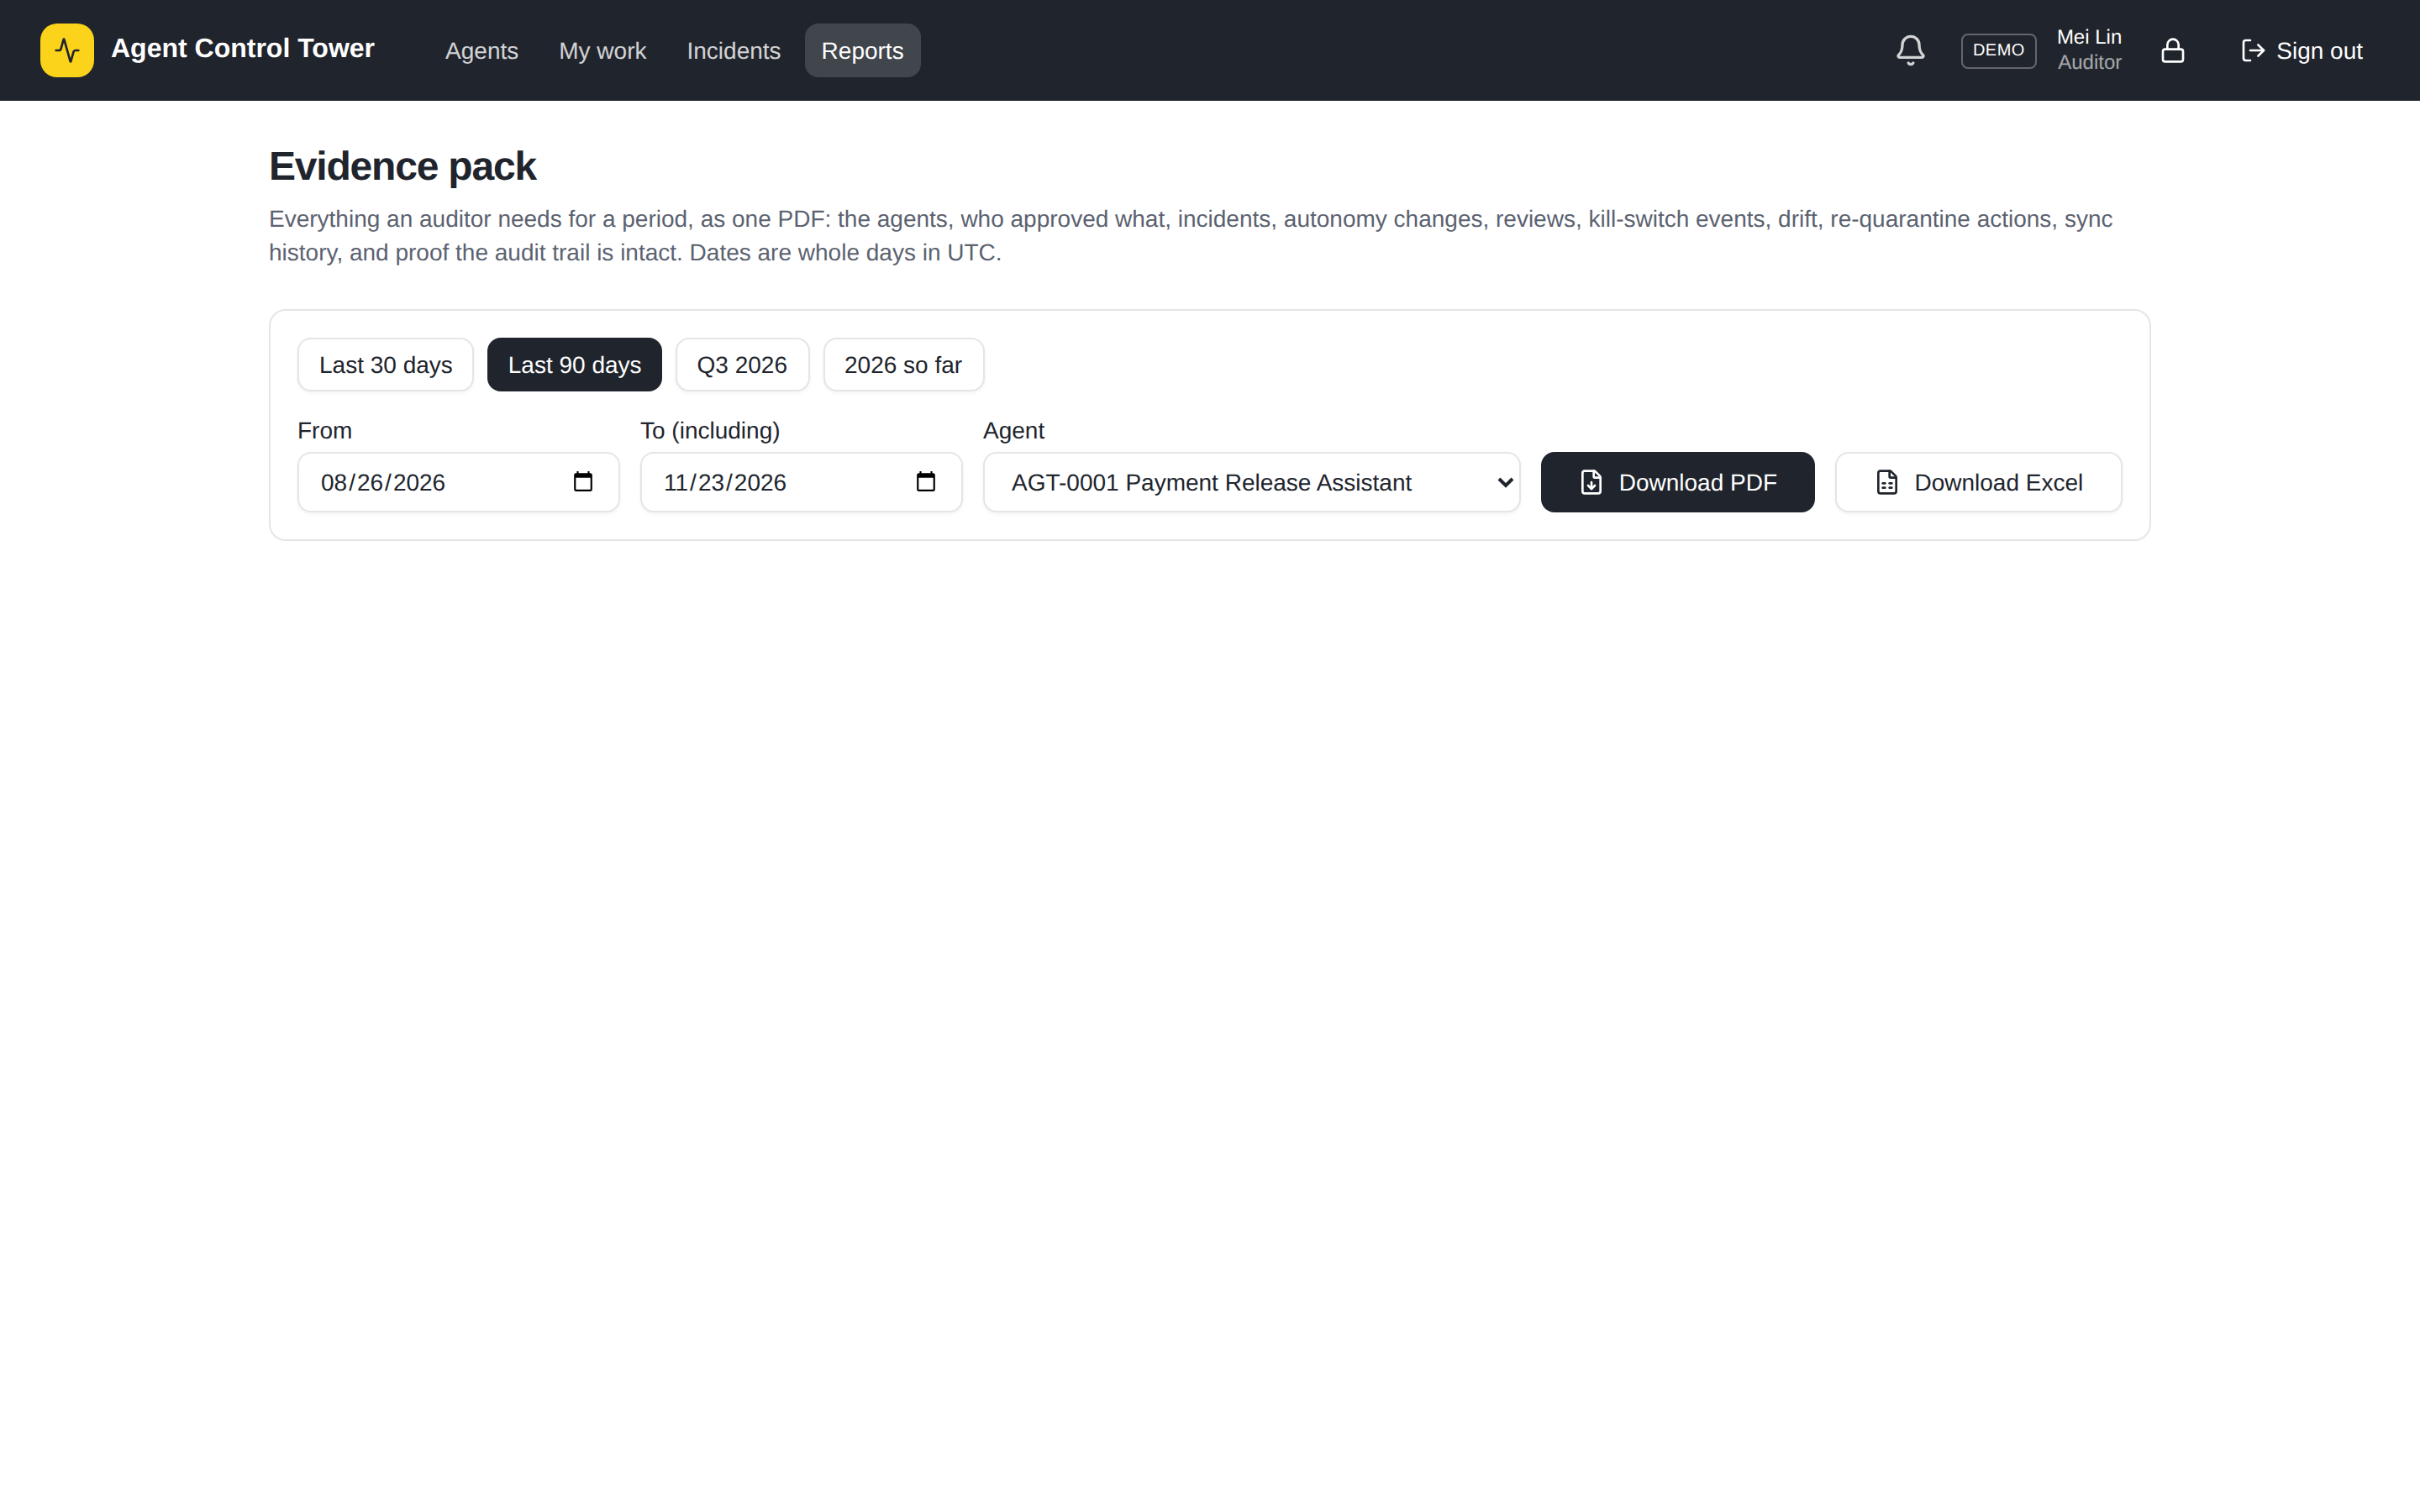 Agent Control Tower
Agents
My work
Incidents
Reports
DEMO
Mei Lin
Auditor
Sign out
Evidence pack
Everything an auditor needs for a period, as one PDF: the agents, who approved what, incidents, autonomy changes, reviews, kill-switch events, drift, re-quarantine actions, sync
history, and proof the audit trail is intact. Dates are whole days in UTC.
Last 30 days
Last 90 days
Q3 2026
2026 so far
From
To (including)
Agent
08/26/2026
11/23/2026
AGT-0001 Payment Release Assistant
Download PDF
Download Excel